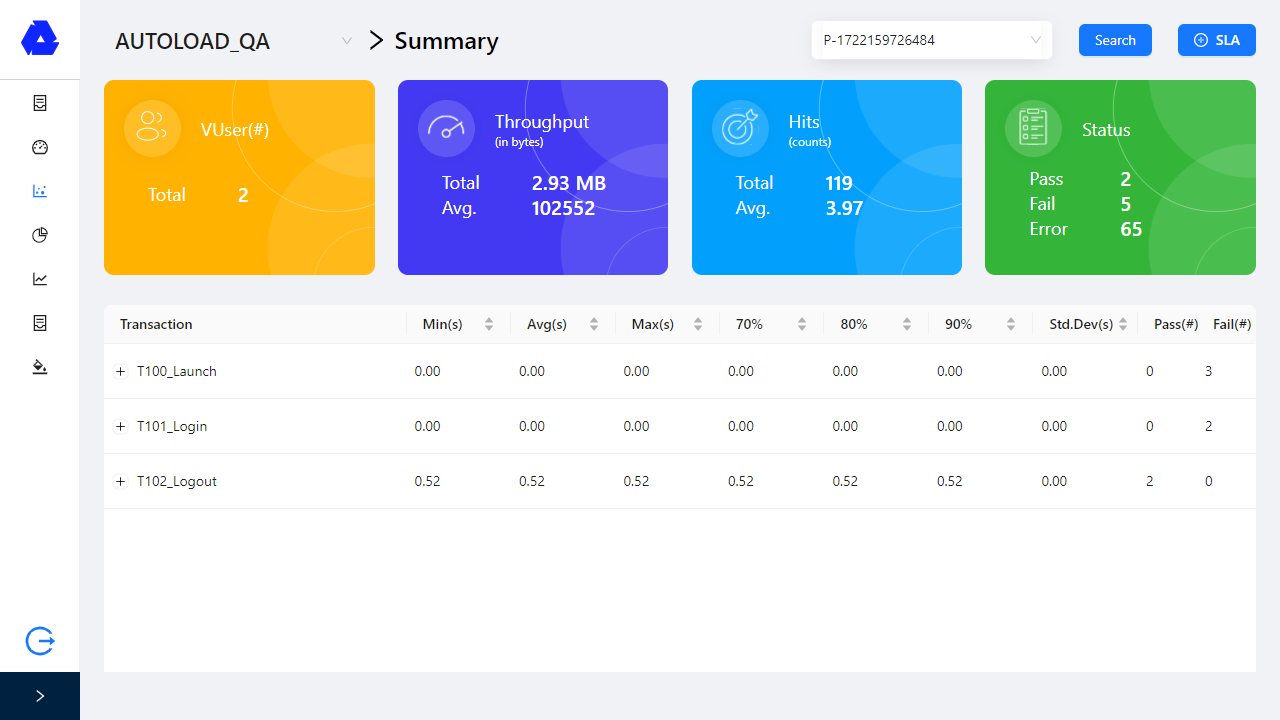 AUTOLOAD_QA
Summary
P-1722159726484
Search
SLA
VUser(#)
Total 2
Throughput
(in bytes)
Total 2.93 MB
Avg. 102552
Hits
(counts)
Total 119
Avg. 3.97
Status
Pass 2
Fail 5
Error 65
Transaction Min(s) Avg(s) Max(s) 70% 80% 90% Std.Dev(s) Pass(#) Fail(#)
T100_Launch 0.00 0.00 0.00 0.00 0.00 0.00 0.00 0 3
T101_Login 0.00 0.00 0.00 0.00 0.00 0.00 0.00 0 2
T102_Logout 0.52 0.52 0.52 0.52 0.52 0.52 0.00 2 0